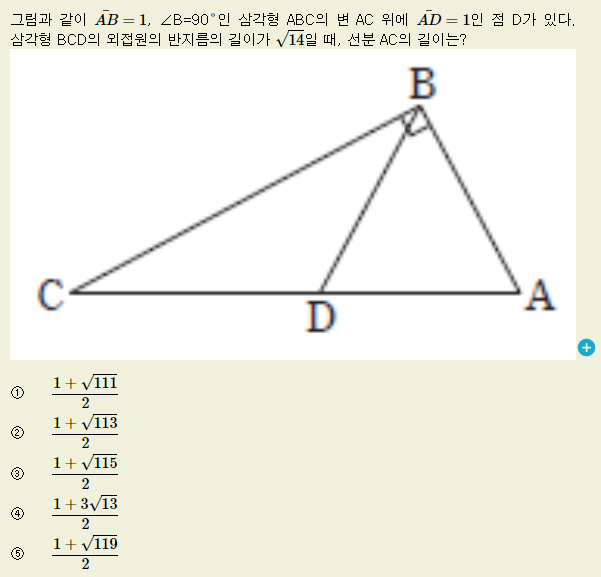 그림과 같이 $\bar{AB}=1$, ∠B=90°인 삼각형 ABC의 변 AC 위에 $\bar{AD}=1$인 점 D가 있다.
삼각형 BCD의 외접원의 반지름의 길이가 $\sqrt{14}$일 때, 선분 AC의 길이는?
B
C
D
A
① $\frac{1+\sqrt{111}}{2}$
② $\frac{1+\sqrt{113}}{2}$
③ $\frac{1+\sqrt{115}}{2}$
④ $\frac{1+3\sqrt{13}}{2}$
⑤ $\frac{1+\sqrt{119}}{2}$